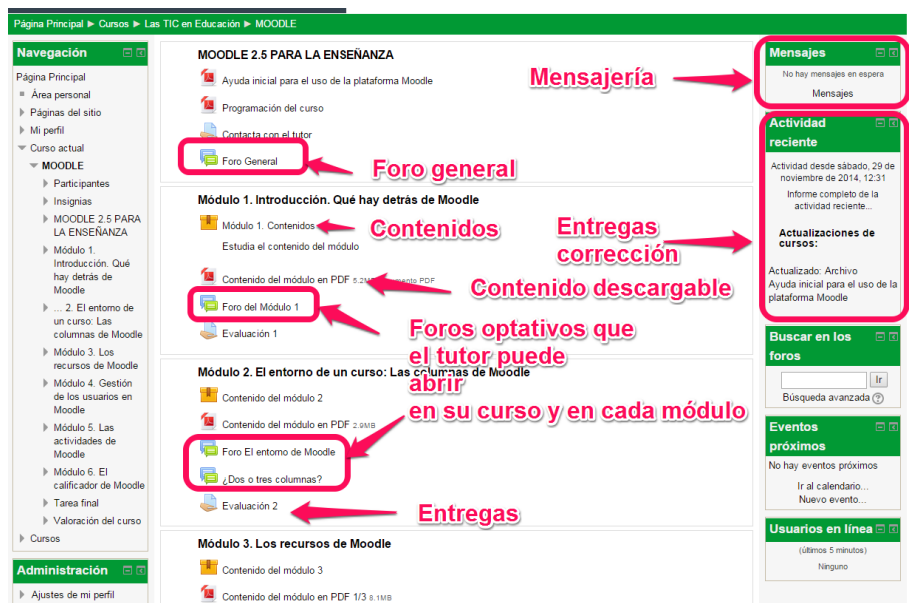 Página Principal ► Cursos ► Las TIC en Educación ► MOODLE
Navegación
Página Principal
Área personal
Páginas del sitio
Mi perfil
Curso actual
MOODLE
Participantes
Insignias
MOODLE 2.5 PARA
LA ENSEÑANZA
Módulo 1.
Introducción. Qué
hay detrás de
Moodle
... 2. El entorno de
un curso: Las
columnas de Moodle
Módulo 3. Los
recursos de Moodle
Módulo 4. Gestión
de los usuarios en
Moodle
Módulo 5. Las
actividades de
Moodle
Módulo 6. El
calificador de Moodle
Tarea final
Valoración del curso
Cursos
Administración
Ajustes de mi perfil
MOODLE 2.5 PARA LA ENSEÑANZA
Ayuda inicial para el uso de la plataforma Moodle
Programación del curso
Contacta con el tutor
Foro General
Mensajería
Foro general
Módulo 1. Introducción. Qué hay detrás de Moodle
Módulo 1. Contenidos
Estudia el contenido del módulo
Contenidos
Entregas
corrección
Contenido del módulo en PDF 5.2MB documento PDF
Contenido descargable
Foro del Módulo 1
Evaluación 1
Foros optativos que
el tutor puede
abrir
en su curso y en cada módulo
Módulo 2. El entorno de un curso: Las columnas de Moodle
Contenido del módulo 2
Contenido del módulo en PDF 2.9MB
Foro El entorno de Moodle
¿Dos o tres columnas?
Evaluación 2
Entregas
Módulo 3. Los recursos de Moodle
Contenido del módulo 3
Contenido del módulo en PDF 1/3 8.1MB
Mensajes
No hay mensajes en espera
Mensajes
Actividad
reciente
Actividad desde sábado, 29 de
noviembre de 2014, 12:31
Informe completo de la
actividad reciente...
Actualizaciones de
cursos:
Actualizado: Archivo
Ayuda inicial para el uso de la
plataforma Moodle
Buscar en los
foros
Ir
Búsqueda avanzada ?
Eventos
próximos
No hay eventos próximos
Ir al calendario...
Nuevo evento...
Usuarios en línea
(últimos 5 minutos)
Ninguno